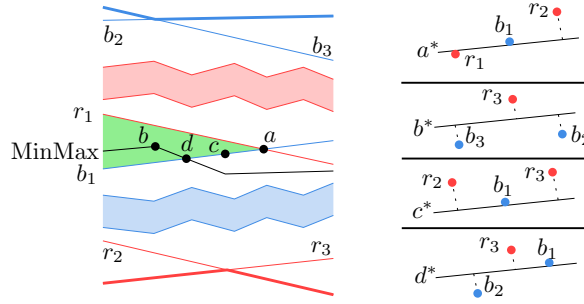 b₂
b₃
r₁
b
d
c
a
MinMax
b₁
r₂
r₃
r₂
b₁
a*
r₁
r₃
b*
b₃
b₂
r₂
b₁
r₃
c*
r₃
b₁
d*
b₂